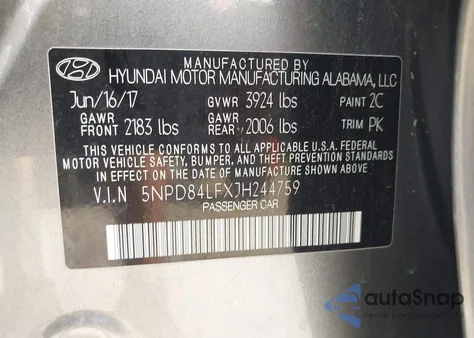 MANUFACTURED BY
HYUNDAI MOTOR MANUFACTURING ALABAMA, LLC
Jun/16/17 GVWR 3924 lbs PAINT 2C
GAWR FRONT 2183 lbs GAWR REAR 2006 lbs TRIM PK
THIS VEHICLE CONFORMS TO ALL APPLICABLE U.S.A. FEDERAL
MOTOR VEHICLE SAFETY, BUMPER, AND THEFT PREVENTION STANDARDS
IN EFFECT ON THE DATE OF MANUFACTURE SHOWN ABOVE.
V.I.N 5NPD84LFXJH244759
PASSENGER CAR
autaSnap